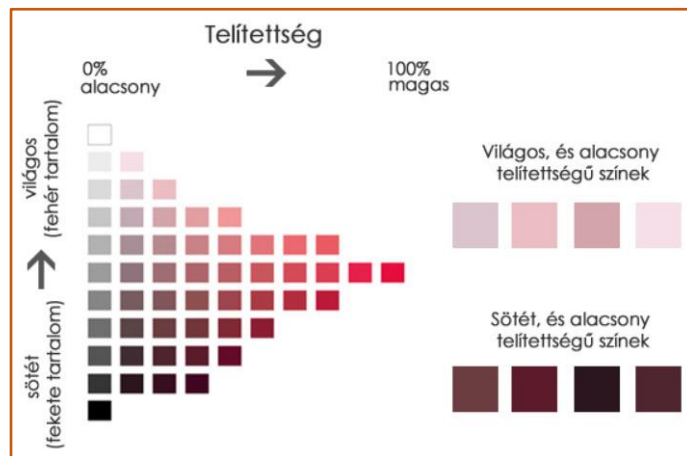 Telítettség
0%
alacsony
100%
magas
világos
(fehér tartalom)
sötét
(fekete tartalom)
Világos, és alacsony
telítettségű színek
Sötét, és alacsony
telítettségű színek